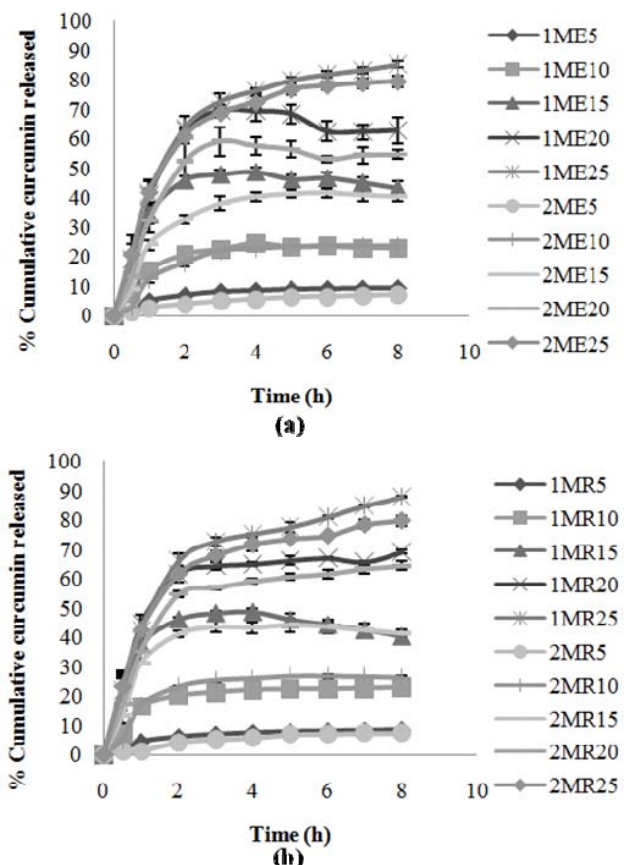 % Cumulative curcumin released
100
90
80
70
60
50
40
30
20
10
0
0 2 4 6 8 10
Time (h)
(a)
1ME5
1ME10
1ME15
1ME20
1ME25
2ME5
2ME10
2ME15
2ME20
2ME25
% Cumulative curcumin released
100
90
80
70
60
50
40
30
20
10
0
0 2 4 6 8 10
Time (h)
(b)
1MR5
1MR10
1MR15
1MR20
1MR25
2MR5
2MR10
2MR15
2MR20
2MR25